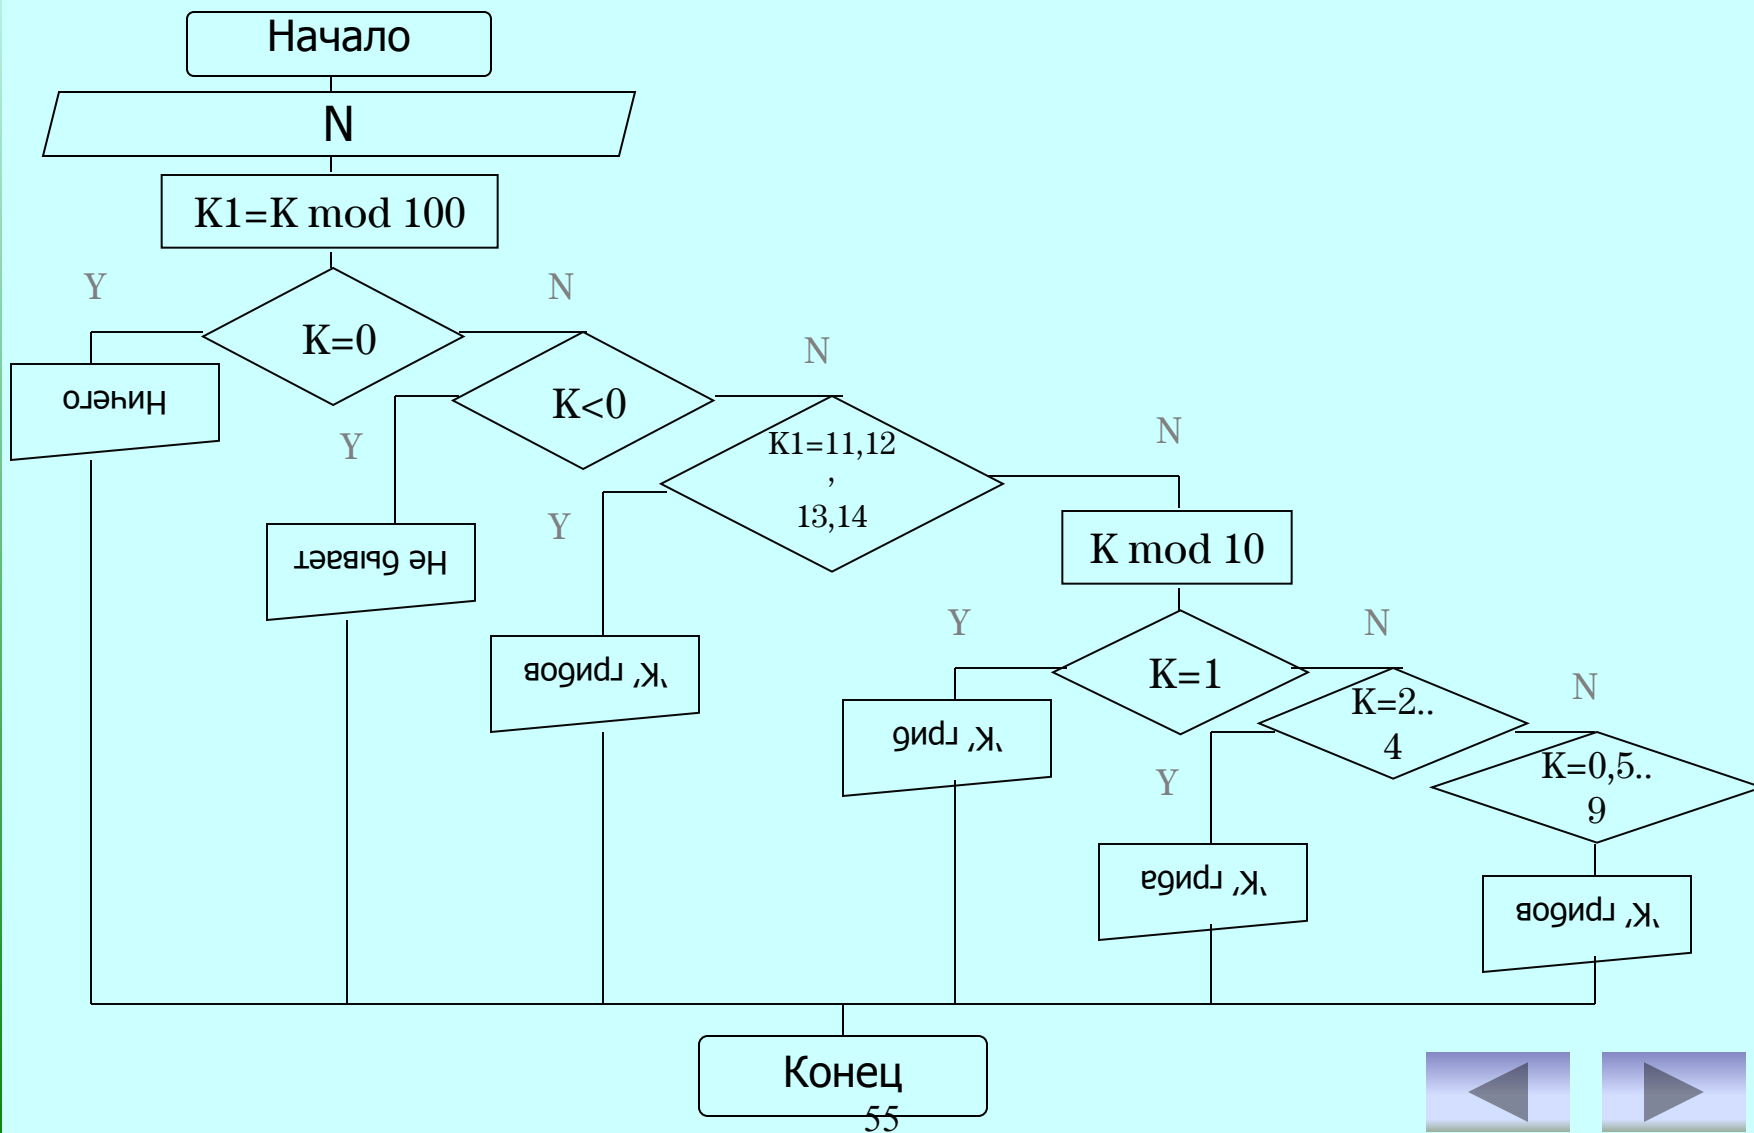 Начало
N
K1=K mod 100
Y
N
K=0
N
Ничего
K<0
Y
N
K1=11,12
,
13,14
Y
Не бывает
K mod 10
'K' грибов
Y
N
K=1
N
K=2..
4
'K' гриб
Y
K=0,5..
9
'K' гриба
'K' грибов
Конец
55